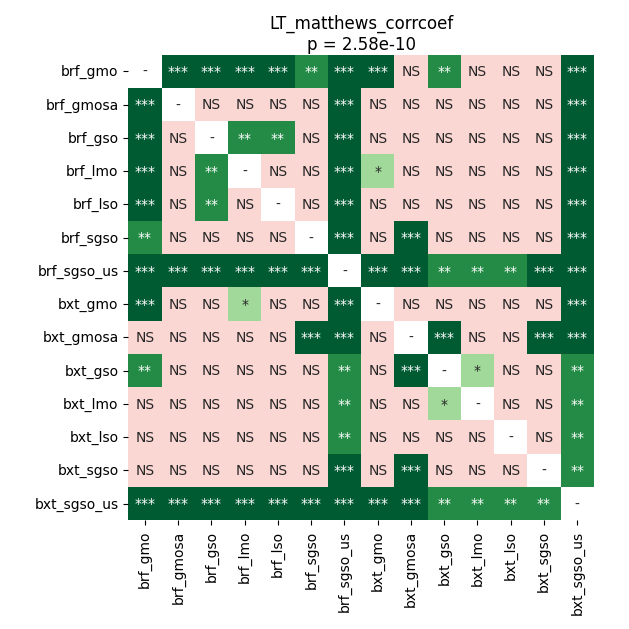 LT_matthews_corrcoef
p = 2.58e-10
brf_gmo - *** *** *** *** ** *** *** NS ** NS NS NS ***
brf_gmosa *** - NS NS NS NS *** NS NS NS NS NS NS ***
brf_gso *** NS - ** ** NS *** NS NS NS NS NS NS ***
brf_lmo *** NS ** - NS NS *** * NS NS NS NS NS ***
brf_lso *** NS ** NS - NS *** NS NS NS NS NS NS ***
brf_sgso ** NS NS NS NS - *** NS *** NS NS NS NS ***
brf_sgso_us *** *** *** *** *** *** - *** *** ** ** ** *** ***
bxt_gmo *** NS NS * NS NS *** - NS NS NS NS NS ***
bxt_gmosa NS NS NS NS NS *** *** NS - *** NS NS *** ***
bxt_gso ** NS NS NS NS NS ** NS *** - * NS NS **
bxt_lmo NS NS NS NS NS NS ** NS NS * - NS NS **
bxt_lso NS NS NS NS NS NS ** NS NS NS NS - NS **
bxt_sgso NS NS NS NS NS NS *** NS *** NS NS NS - **
bxt_sgso_us *** *** *** *** *** *** *** *** *** ** ** ** ** -
brf_gmo
brf_gmosa
brf_gso
brf_lmo
brf_lso
brf_sgso
brf_sgso_us
bxt_gmo
bxt_gmosa
bxt_gso
bxt_lmo
bxt_lso
bxt_sgso
bxt_sgso_us